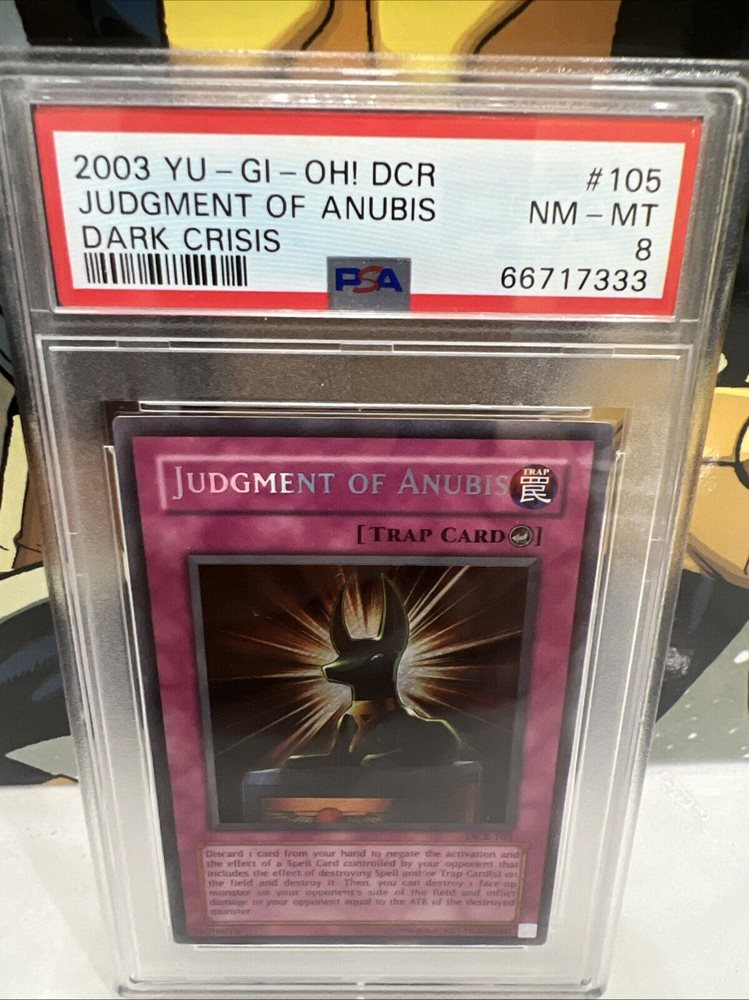 2003 YU-GI-OH! DCR #105
JUDGMENT OF ANUBIS NM-MT
DARK CRISIS 8
PSA 66717333
JUDGMENT OF ANUBIS
TRAP
罠
[TRAP CARD]
DCR-105
Discard 1 card from your hand to negate the activation and
the effect of a Spell Card controlled by your opponent that
includes the effect of destroying Spell and/or Trap Card(s) on
the field and destroy it. Then, you can destroy 1 face-up
monster on your opponent's side of the field and inflict
damage to your opponent equal to the ATK of the destroyed
monster.